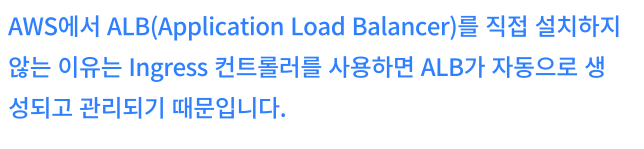 AWS에서 ALB(Application Load Balancer)를 직접 설치하지
않는 이유는 Ingress 컨트롤러를 사용하면 ALB가 자동으로 생
성되고 관리되기 때문입니다.